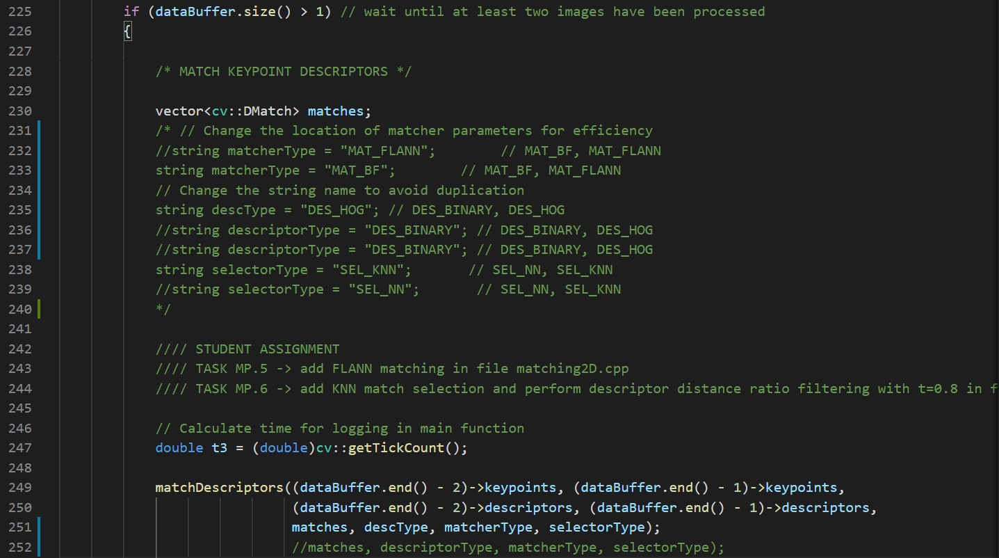 225 if (dataBuffer.size() > 1) // wait until at least two images have been processed
226 {
227
228 /* MATCH KEYPOINT DESCRIPTORS */
229
230 vector<cv::DMatch> matches;
231 /* // Change the location of matcher parameters for efficiency
232 //string matcherType = "MAT_FLANN";        // MAT_BF, MAT_FLANN
233 string matcherType = "MAT_BF";        // MAT_BF, MAT_FLANN
234 // Change the string name to avoid duplication
235 string descType = "DES_HOG"; // DES_BINARY, DES_HOG
236 //string descriptorType = "DES_BINARY"; // DES_BINARY, DES_HOG
237 //string descriptorType = "DES_BINARY"; // DES_BINARY, DES_HOG
238 string selectorType = "SEL_KNN";       // SEL_NN, SEL_KNN
239 //string selectorType = "SEL_NN";       // SEL_NN, SEL_KNN
240 */
241
242 //// STUDENT ASSIGNMENT
243 //// TASK MP.5 -> add FLANN matching in file matching2D.cpp
244 //// TASK MP.6 -> add KNN match selection and perform descriptor distance ratio filtering with t=0.8 in f
245
246 // Calculate time for logging in main function
247 double t3 = (double)cv::getTickCount();
248
249 matchDescriptors((dataBuffer.end() - 2)->keypoints, (dataBuffer.end() - 1)->keypoints,
250 (dataBuffer.end() - 2)->descriptors, (dataBuffer.end() - 1)->descriptors,
251 matches, descType, matcherType, selectorType);
252 //matches, descriptorType, matcherType, selectorType);